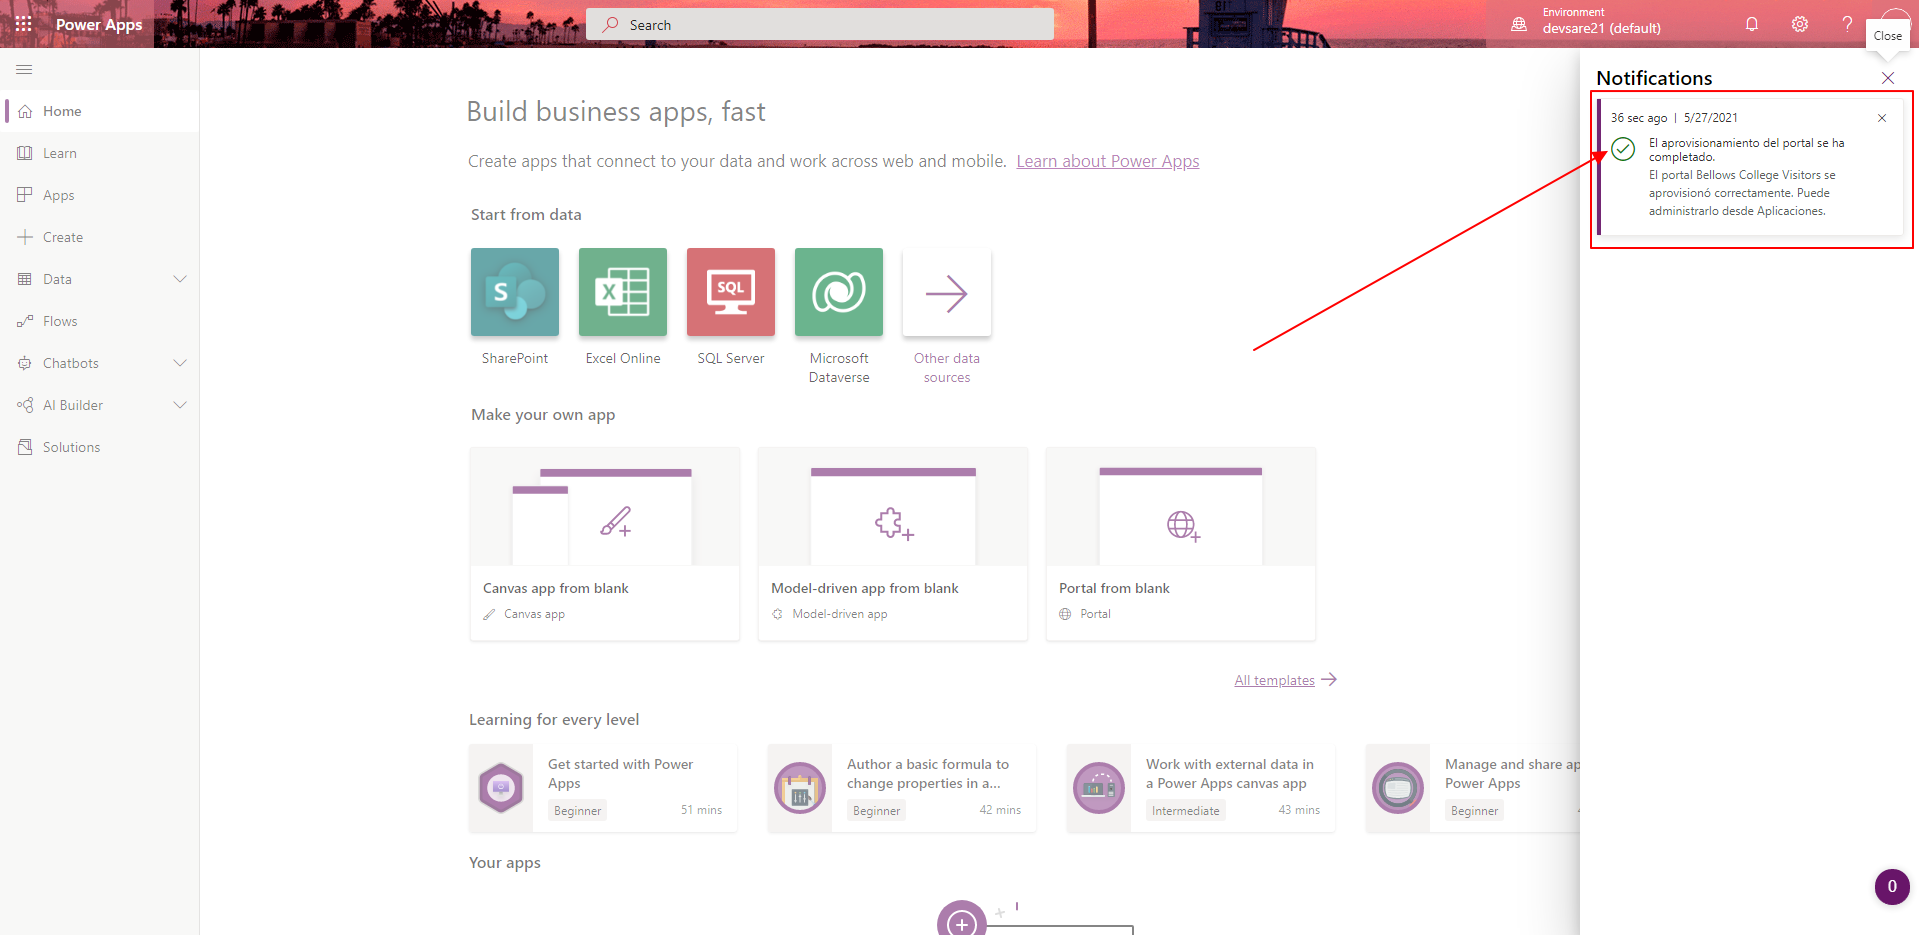 Power Apps
Search
Environment
devsare21 (default)
Close
Home
Learn
Apps
Create
Data
Flows
Chatbots
AI Builder
Solutions
Build business apps, fast
Create apps that connect to your data and work across web and mobile. Learn about Power Apps
Start from data
S
X
SQL
SharePoint
Excel Online
SQL Server
Microsoft
Dataverse
Other data
sources
Make your own app
Canvas app from blank
Canvas app
Model-driven app from blank
Model-driven app
Portal from blank
Portal
All templates
Learning for every level
Get started with Power
Apps
Beginner
51 mins
Author a basic formula to
change properties in a...
Beginner
42 mins
Work with external data in
a Power Apps canvas app
Intermediate
43 mins
Manage and share ap
Power Apps
Beginner
Your apps
Notifications
36 sec ago | 5/27/2021
El aprovisionamiento del portal se ha
completado.
El portal Bellows College Visitors se
aprovisionó correctamente. Puede
administrarlo desde Aplicaciones.
0